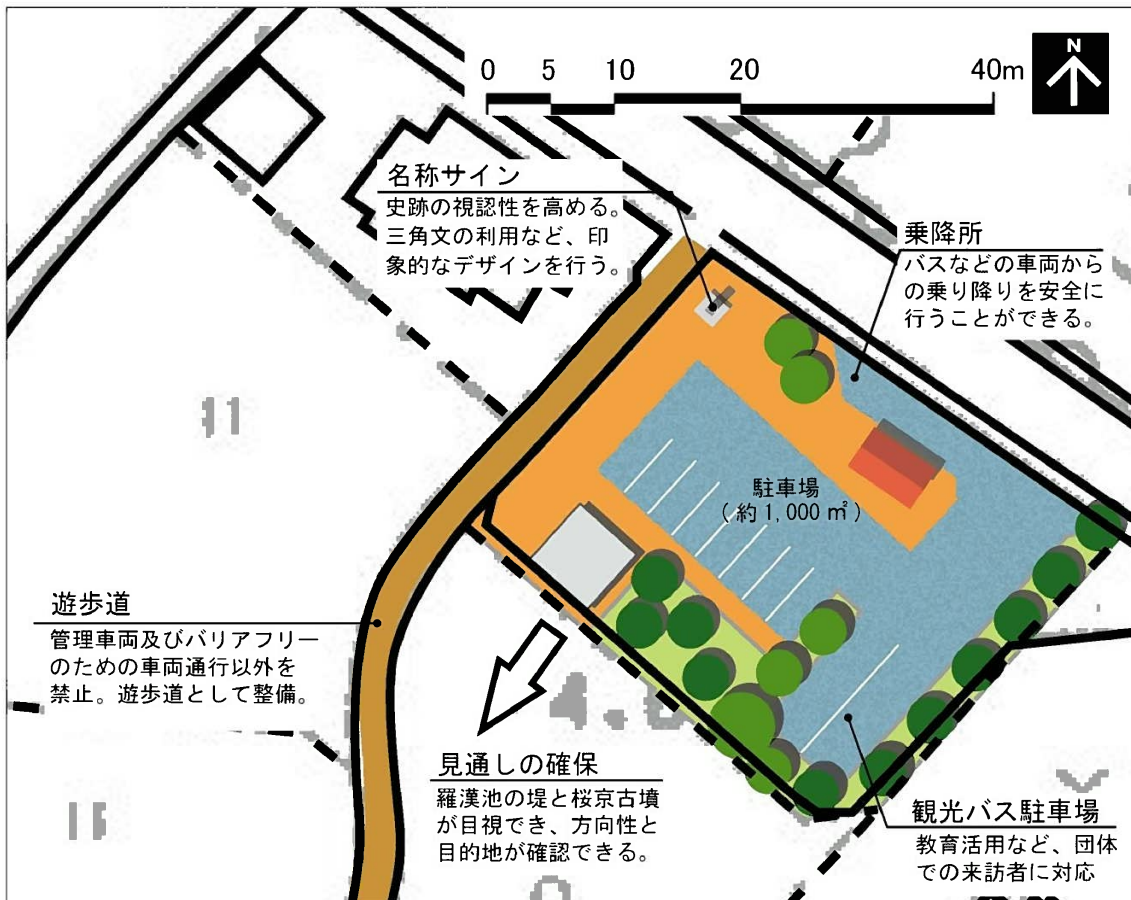 0 5 10 20 40m
N
名称サイン
史跡の視認性を高める。
三角文の利用など、印
象的なデザインを行う。
乗降所
バスなどの車両から
の乗り降りを安全に
行うことができる。
駐車場
(約1,000㎡)
遊歩道
管理車両及びバリアフリー
のための車両通行以外を
禁止。遊歩道として整備。
見通しの確保
羅漢池の堤と桜京古墳
が目視でき、方向性と
目的地が確認できる。
観光バス駐車場
教育活用など、団体
での来訪者に対応